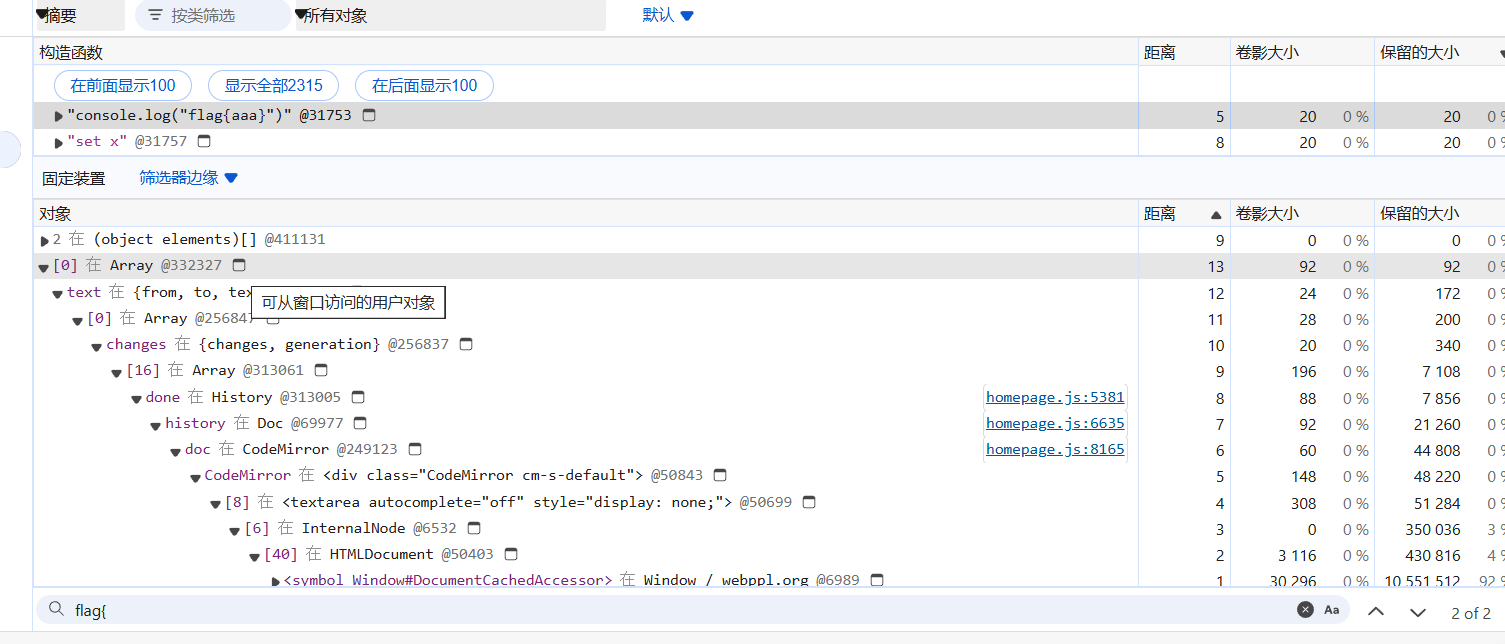 摘要 按类筛选 所有对象 默认
构造函数 距离 卷影大小 保留的大小
在前面显示100 显示全部2315 在后面显示100
"console.log("flag{aaa}")" @31753 5 20 0 % 20 0 %
"set x" @31757 8 20 0 % 20 0 %
固定装置 筛选器边缘
对象 距离 卷影大小 保留的大小
2 在 (object elements)[] @411131 9 0 0 % 0 0 %
[0] 在 Array @332327 13 92 0 % 92 0 %
text 在 {from, to, tex 12 24 0 % 172 0 %
可从窗口访问的用户对象
[0] 在 Array @256847 11 28 0 % 200 0 %
changes 在 {changes, generation} @256837 10 20 0 % 340 0 %
[16] 在 Array @313061 9 196 0 % 7 108 0 %
done 在 History @313005 homepage.js:5381 8 88 0 % 7 856 0 %
history 在 Doc @69977 homepage.js:6635 7 92 0 % 21 260 0 %
doc 在 CodeMirror @249123 homepage.js:8165 6 60 0 % 44 808 0 %
CodeMirror 在 <div class="CodeMirror cm-s-default"> @50843 5 148 0 % 48 220 0 %
[8] 在 <textarea autocomplete="off" style="display: none;"> @50699 4 308 0 % 51 284 0 %
[6] 在 InternalNode @6532 3 0 0 % 350 036 3 %
[40] 在 HTMLDocument @50403 2 3 116 0 % 430 816 4 %
<symbol Window#DocumentCachedAccessor> 在 Window / webppl.org @6989 1 30 296 0 % 10 551 512 92 %
flag{ Aa 2 of 2